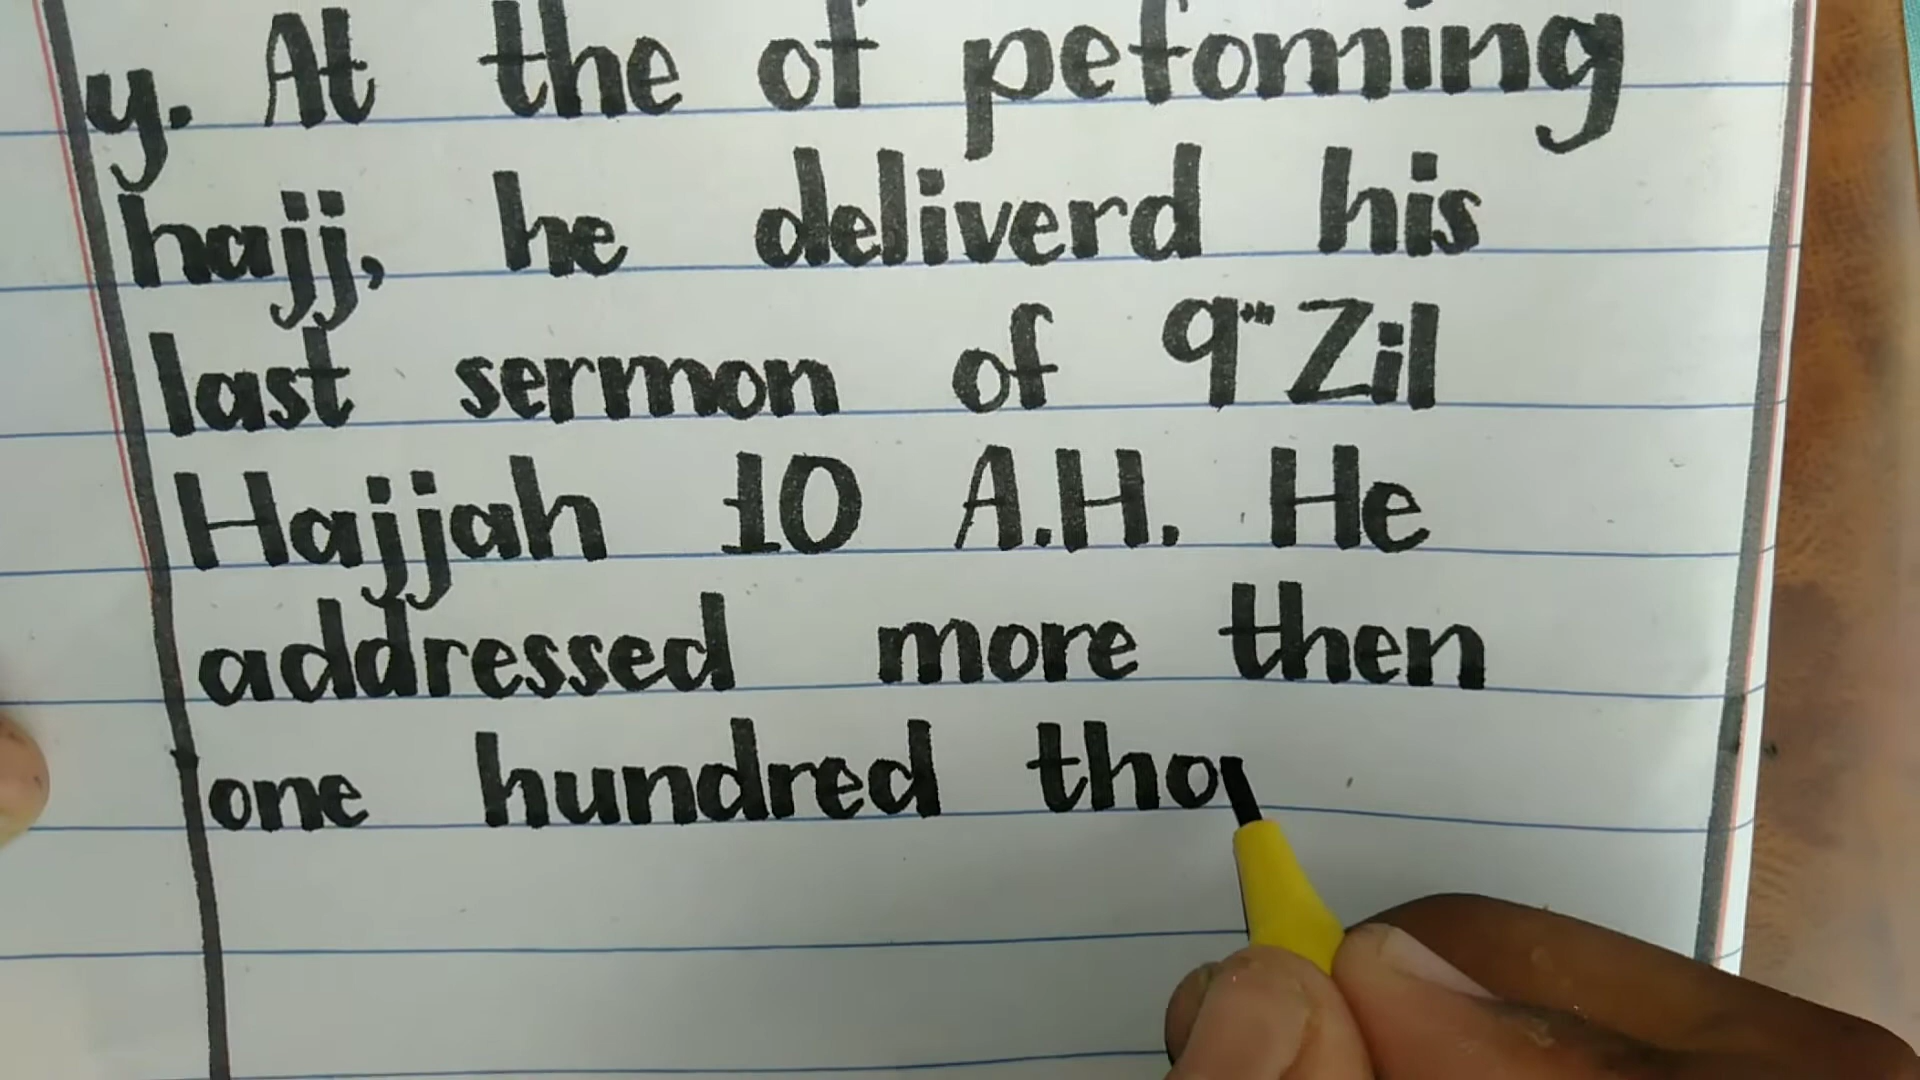 y. At the of pefoming
hajj, he deliverd his
last sermon of 9th Zil
Hajjah 10 A.H. He
addressed more then
one hundred tho